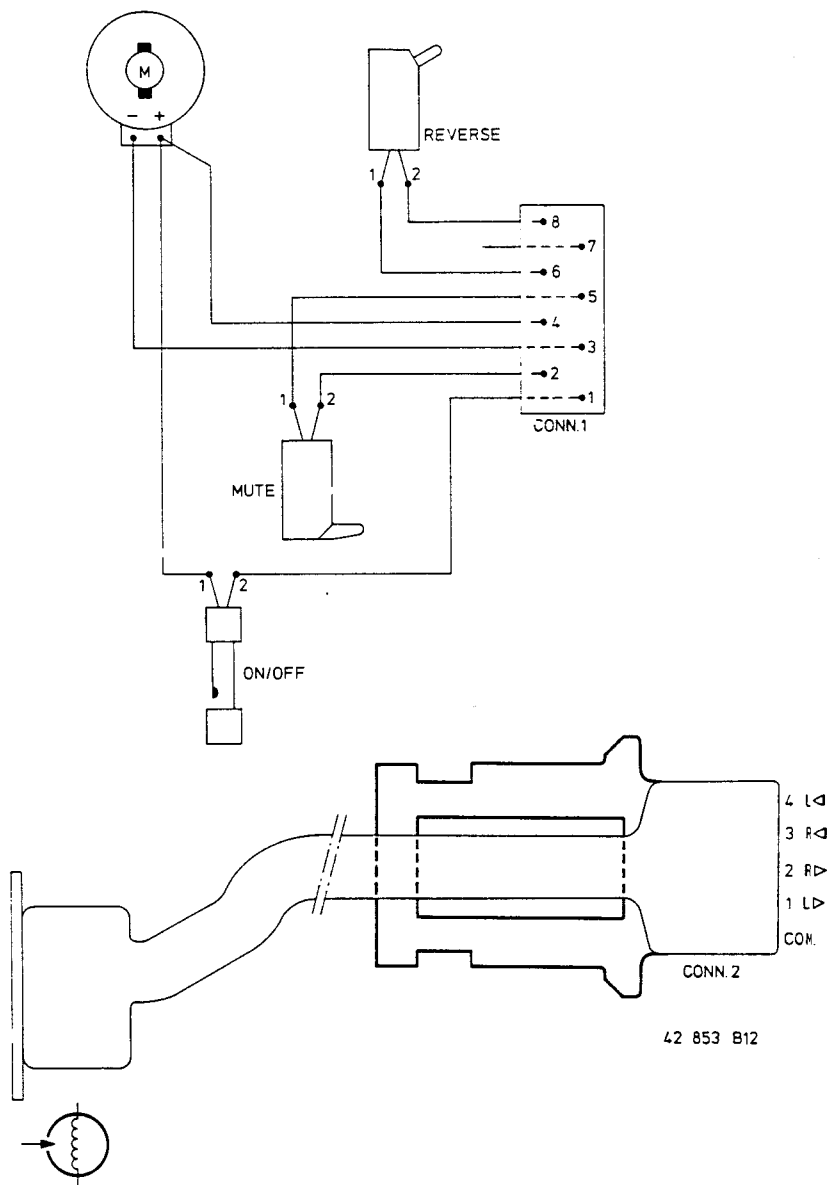 M
- +
REVERSE
1 2
8
7
6
5
4
3
2
1
CONN.1
1 2
MUTE
1 2
ON/OFF
4 L◁
3 R◁
2 R▷
1 L▷
COM.
CONN. 2
42 853 B12